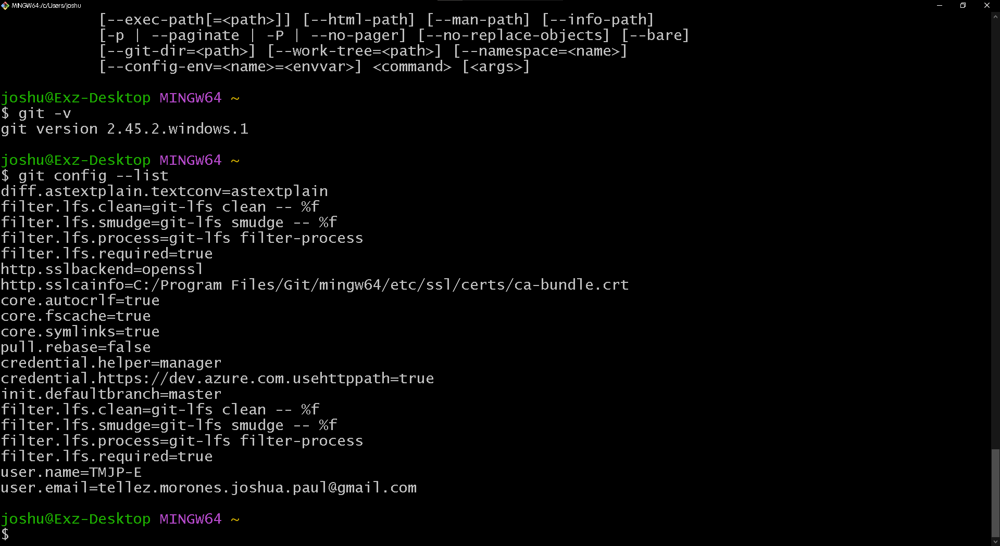 MINGW64:/c/Users/joshu
[--exec-path[=<path>]] [--html-path] [--man-path] [--info-path]
[-p | --paginate | -P | --no-pager] [--no-replace-objects] [--bare]
[--git-dir=<path>] [--work-tree=<path>] [--namespace=<name>]
[--config-env=<name>=<envvar>] <command> [<args>]
joshu@Exz-Desktop MINGW64 ~
$ git -v
git version 2.45.2.windows.1
joshu@Exz-Desktop MINGW64 ~
$ git config --list
diff.astextplain.textconv=astextplain
filter.lfs.clean=git-lfs clean -- %f
filter.lfs.smudge=git-lfs smudge -- %f
filter.lfs.process=git-lfs filter-process
filter.lfs.required=true
http.sslbackend=openssl
http.sslcainfo=C:/Program Files/Git/mingw64/etc/ssl/certs/ca-bundle.crt
core.autocrlf=true
core.fscache=true
core.symlinks=true
pull.rebase=false
credential.helper=manager
credential.https://dev.azure.com.usehttppath=true
init.defaultbranch=master
filter.lfs.clean=git-lfs clean -- %f
filter.lfs.smudge=git-lfs smudge -- %f
filter.lfs.process=git-lfs filter-process
filter.lfs.required=true
user.name=TMJP-E
user.email=tellez.morones.joshua.paul@gmail.com
joshu@Exz-Desktop MINGW64 ~
$